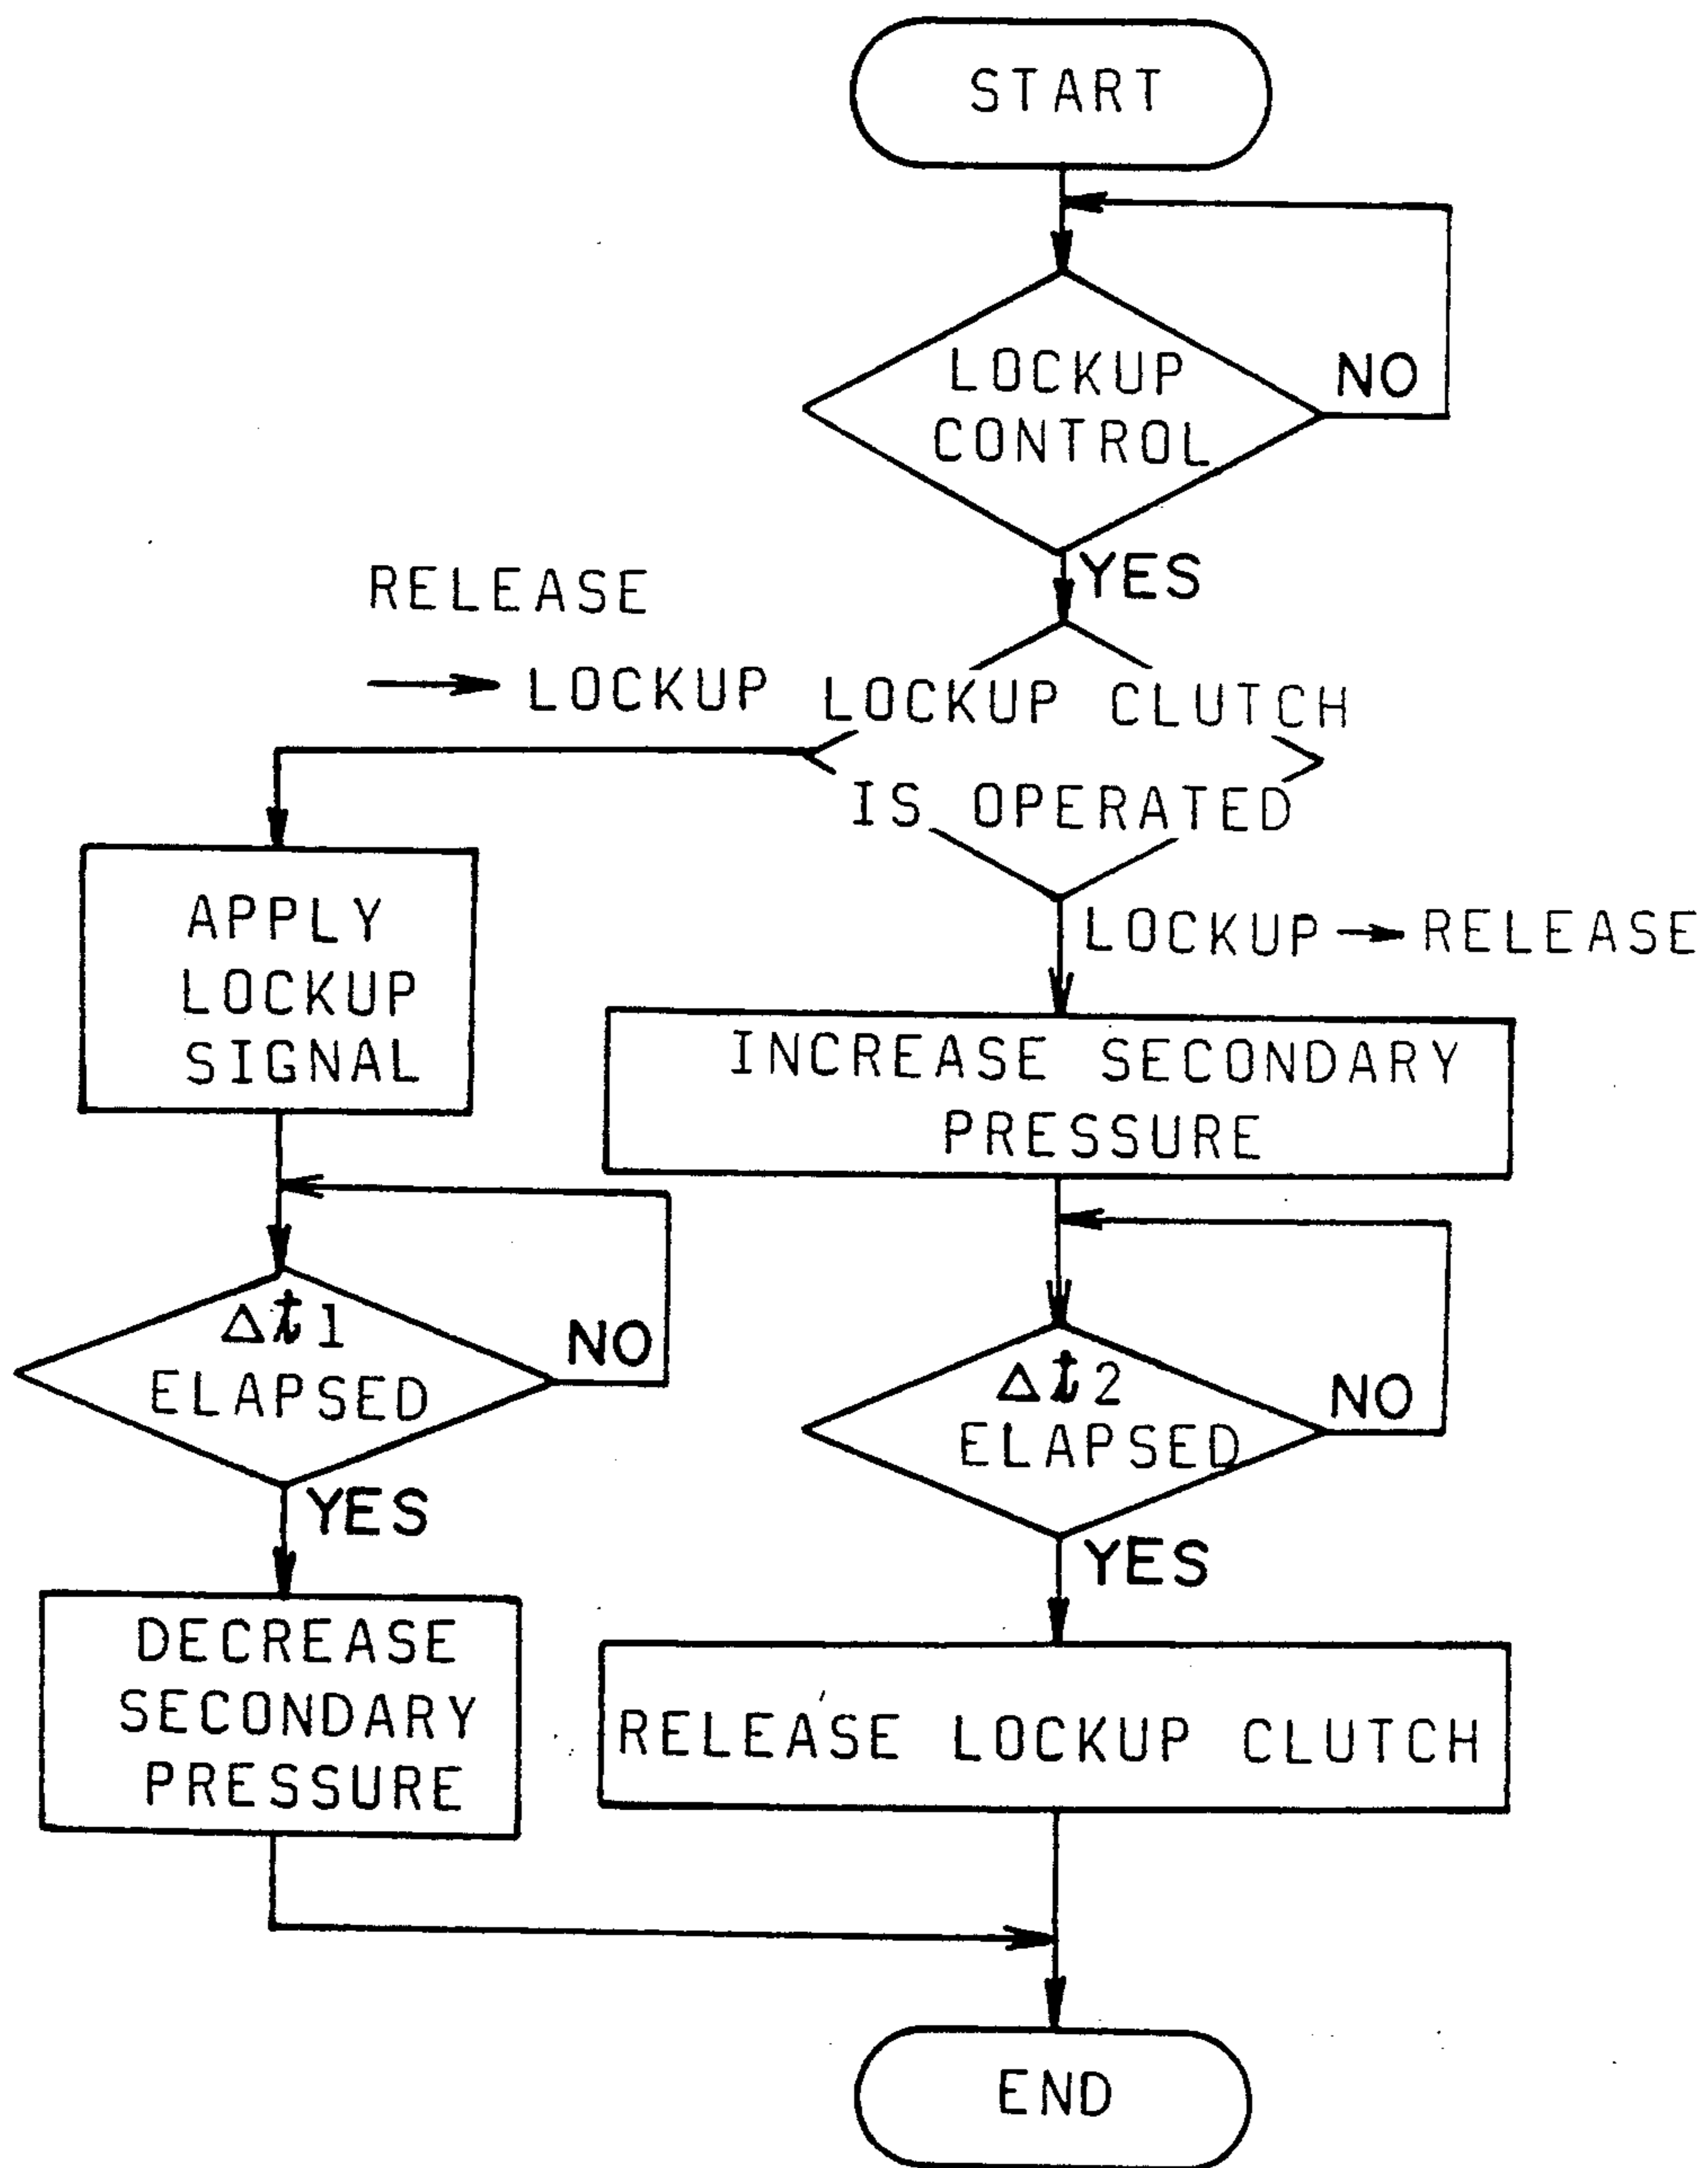 START
LOCKUP
CONTROL
NO
YES
RELEASE
→ LOCKUP
LOCKUP CLUTCH
IS OPERATED
LOCKUP → RELEASE
APPLY
LOCKUP
SIGNAL
INCREASE SECONDARY
PRESSURE
Δt1
ELAPSED
NO
YES
Δt2
ELAPSED
NO
YES
DECREASE
SECONDARY
PRESSURE
RELEASE LOCKUP CLUTCH
END